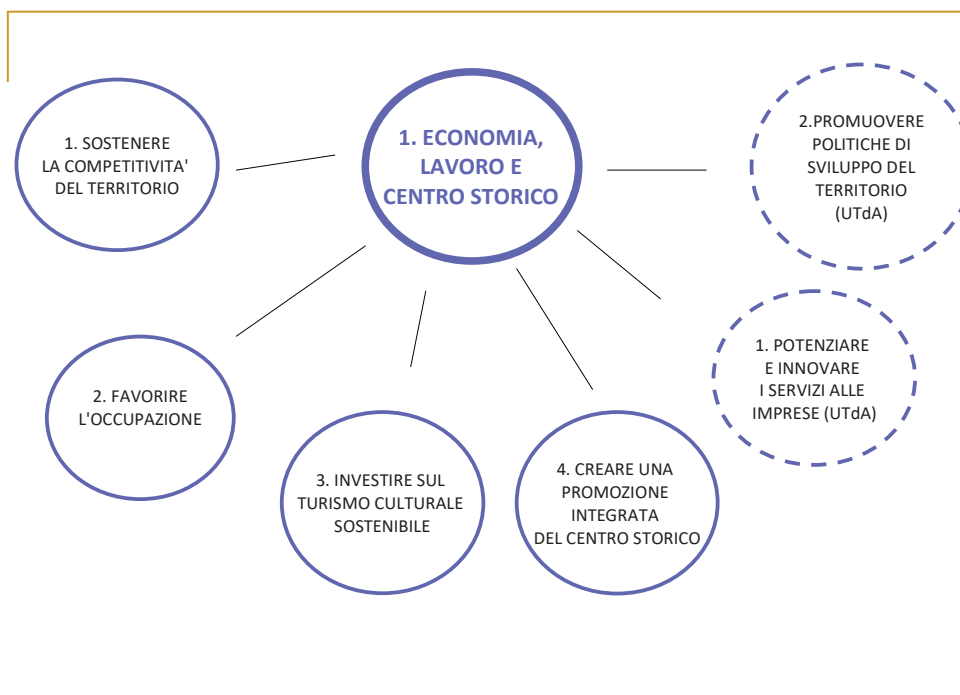 1. ECONOMIA,
LAVORO E
CENTRO STORICO
1. SOSTENERE
LA COMPETITIVITA'
DEL TERRITORIO
2. FAVORIRE
L'OCCUPAZIONE
3. INVESTIRE SUL
TURISMO CULTURALE
SOSTENIBILE
4. CREARE UNA
PROMOZIONE
INTEGRATA
DEL CENTRO STORICO
1. POTENZIARE
E INNOVARE
I SERVIZI ALLE
IMPRESE (UTdA)
2.PROMUOVERE
POLITICHE DI
SVILUPPO DEL
TERRITORIO
(UTdA)